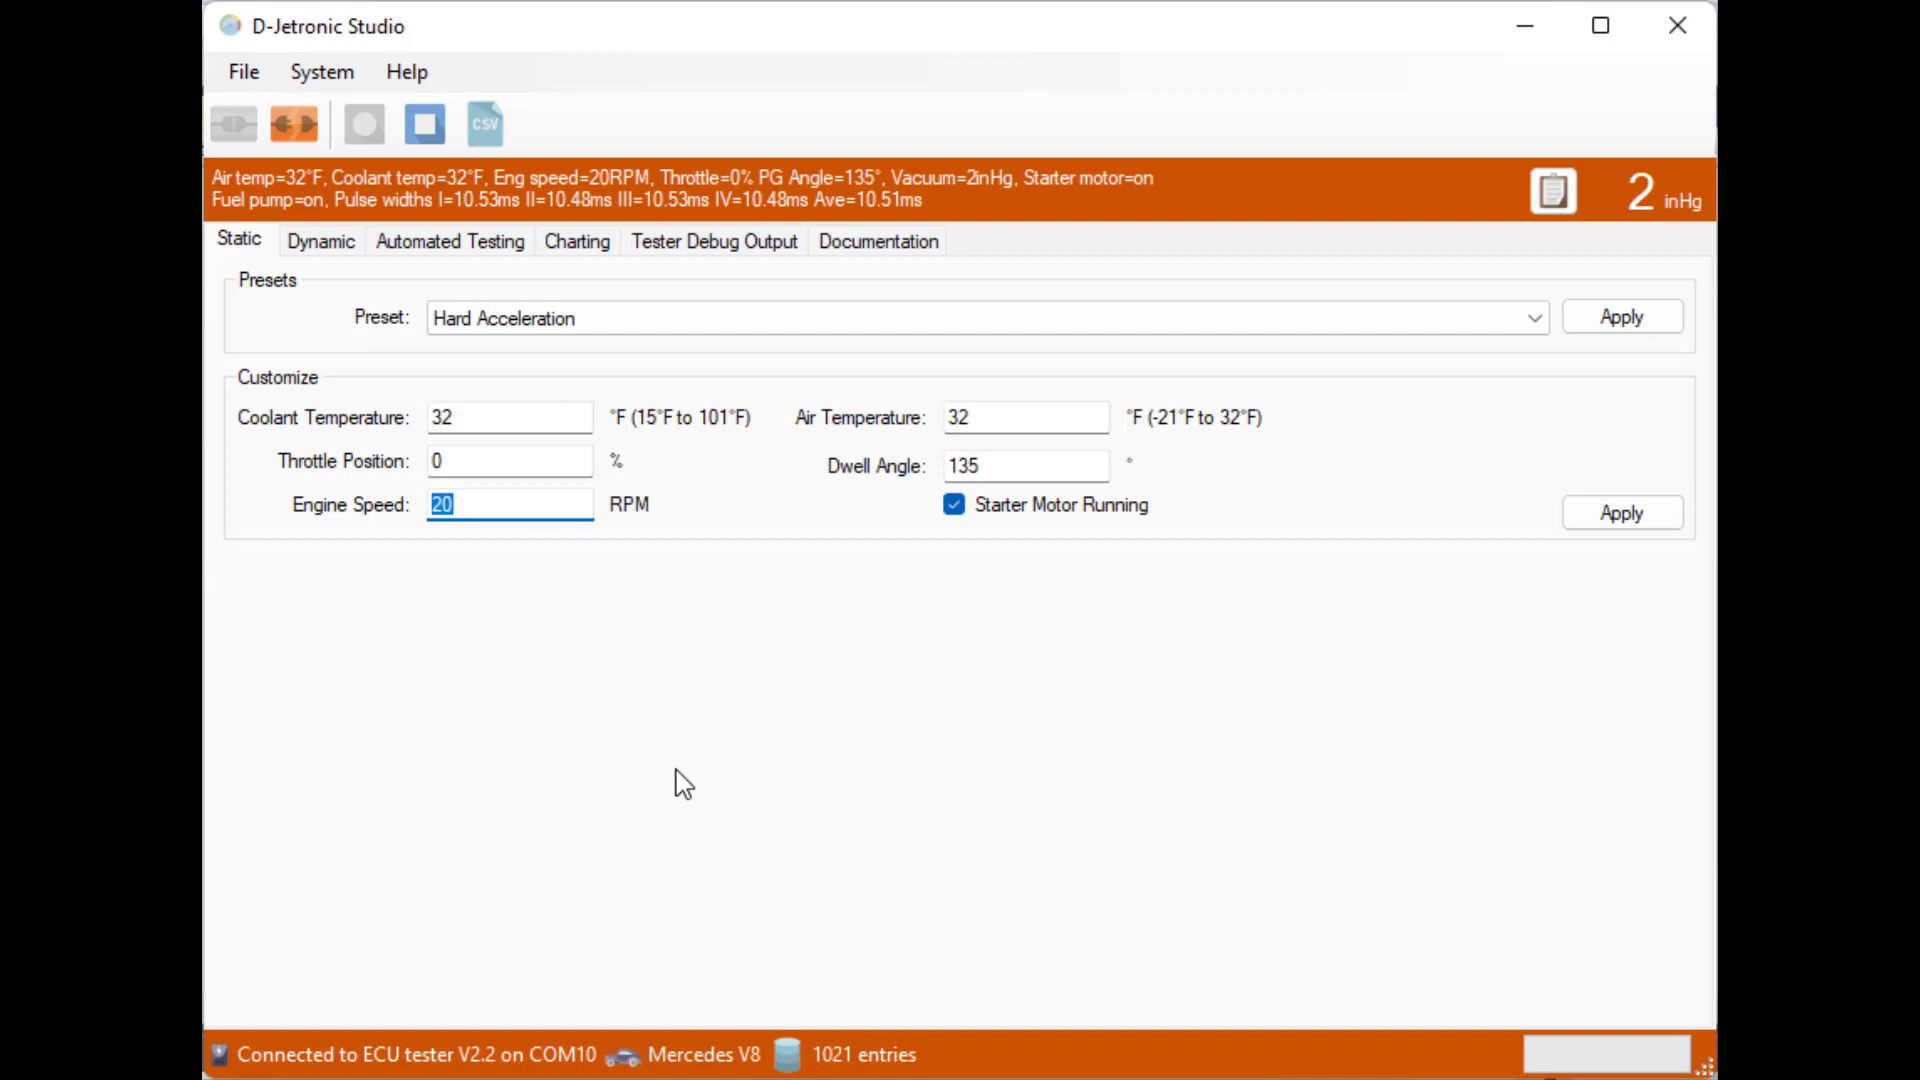 D-Jetronic Studio
File System Help
CSV
Air temp=32°F, Coolant temp=32°F, Eng speed=20RPM, Throttle=0% PG Angle=135°, Vacuum=2inHg, Starter motor=on
Fuel pump=on, Pulse widths I=10.53ms II=10.48ms III=10.53ms IV=10.48ms Ave=10.51ms
2 inHg
Static Dynamic Automated Testing Charting Tester Debug Output Documentation
Presets
Preset: Hard Acceleration Apply
Customize
Coolant Temperature: 32 °F (15°F to 101°F) Air Temperature: 32 °F (-21°F to 32°F)
Throttle Position: 0 % Dwell Angle: 135 °
Engine Speed: 20 RPM Starter Motor Running Apply
Connected to ECU tester V2.2 on COM10 Mercedes V8 1021 entries